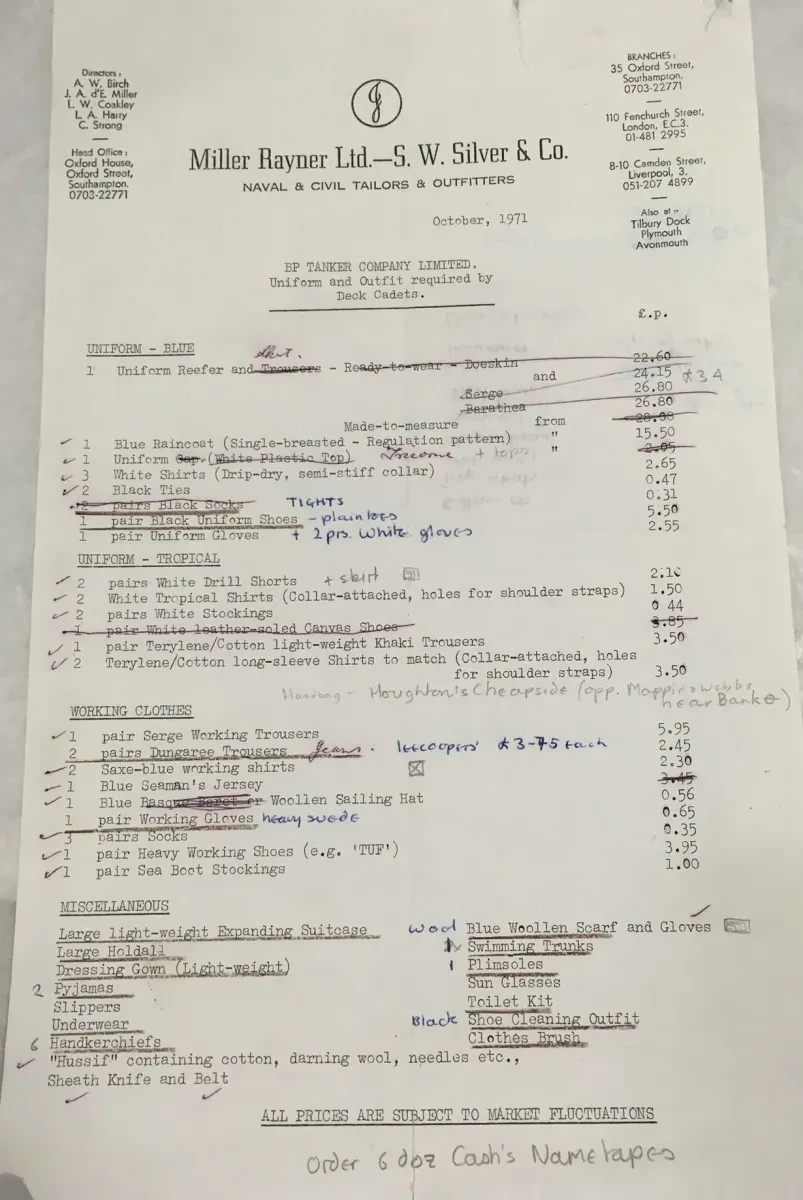 Directors :
A. W. Birch
J. A. d'E. Miller
L. W. Coakley
L. A. Harry
C. Strong
Head Office :
Oxford House,
Oxford Street,
Southampton.
0703-22771
BRANCHES :
35 Oxford Street,
Southampton.
0703-22771
110 Fenchurch Street,
London, E.C.3.
01-481 2995
8-10 Camden Street,
Liverpool, 3.
051-207 4899
Also at :-
Tilbury Dock
Plymouth
Avonmouth
Miller Rayner Ltd.—S. W. Silver & Co.
NAVAL & CIVIL TAILORS & OUTFITTERS
October, 1971
BP TANKER COMPANY LIMITED.
Uniform and Outfit required by
Deck Cadets.
£.p.
UNIFORM - BLUE
skirt.
1 Uniform Reefer and Trousers - Ready-to-wear - Doeskin 22.60
and 24.15 £34
Serge 26.80
Barathea 26.80
Made-to-measure from 28.00
1 Blue Raincoat (Single-breasted - Regulation pattern) " 15.50
1 Uniform Cap (White Plastic Top) Tricorne + tops " 2.05
3 White Shirts (Drip-dry, semi-stiff collar) 2.65
2 Black Ties 0.47
2 pairs Black Socks TIGHTS 0.31
1 pair Black Uniform Shoes - plain toes 5.50
1 pair Uniform Gloves + 2 prs. White gloves 2.55
UNIFORM - TROPICAL
2 pairs White Drill Shorts + skirt 2.10
2 White Tropical Shirts (Collar-attached, holes for shoulder straps) 1.50
2 pairs White Stockings 0 44
1 pair White leather-soled Canvas Shoes 3.85
1 pair Terylene/Cotton light-weight Khaki Trousers 3.50
2 Terylene/Cotton long-sleeve Shirts to match (Collar-attached, holes
for shoulder straps) 3.50
Handbag - Houghton's Cheapside (opp. Mappin & Webbs
near Bank)
WORKING CLOTHES
1 pair Serge Working Trousers 5.95
2 pairs Dungaree Trousers Jeans. leecoopers' £3-75 each 2.45
2 Saxe-blue working shirts 2.30
1 Blue Seaman's Jersey 3.45
1 Blue Basque Beret or Woollen Sailing Hat 0.56
1 pair Working Gloves heavy suede 0.65
3 pairs Socks 0.35
1 pair Heavy Working Shoes (e.g. 'TUF') 3.95
1 pair Sea Boot Stockings 1.00
MISCELLANEOUS
Large light-weight Expanding Suitcase
Large Holdall
Dressing Gown (Light-weight)
2 Pyjamas
Slippers
Underwear
6 Handkerchiefs
wool Blue Woollen Scarf and Gloves
Swimming Trunks
1 Plimsoles
Sun Glasses
Toilet Kit
Black Shoe Cleaning Outfit
Clothes Brush
"Hussif" containing cotton, darning wool, needles etc.,
Sheath Knife and Belt
ALL PRICES ARE SUBJECT TO MARKET FLUCTUATIONS
Order 6 doz Cash's Nametapes